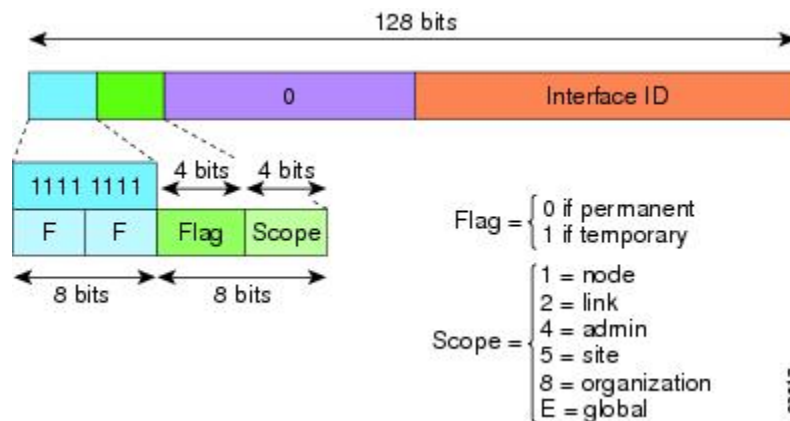 128 bits
0 Interface ID
4 bits 4 bits
1111 1111
F F Flag Scope
8 bits 8 bits
Flag = 0 if permanent
1 if temporary
Scope = 1 = node
2 = link
4 = admin
5 = site
8 = organization
E = global